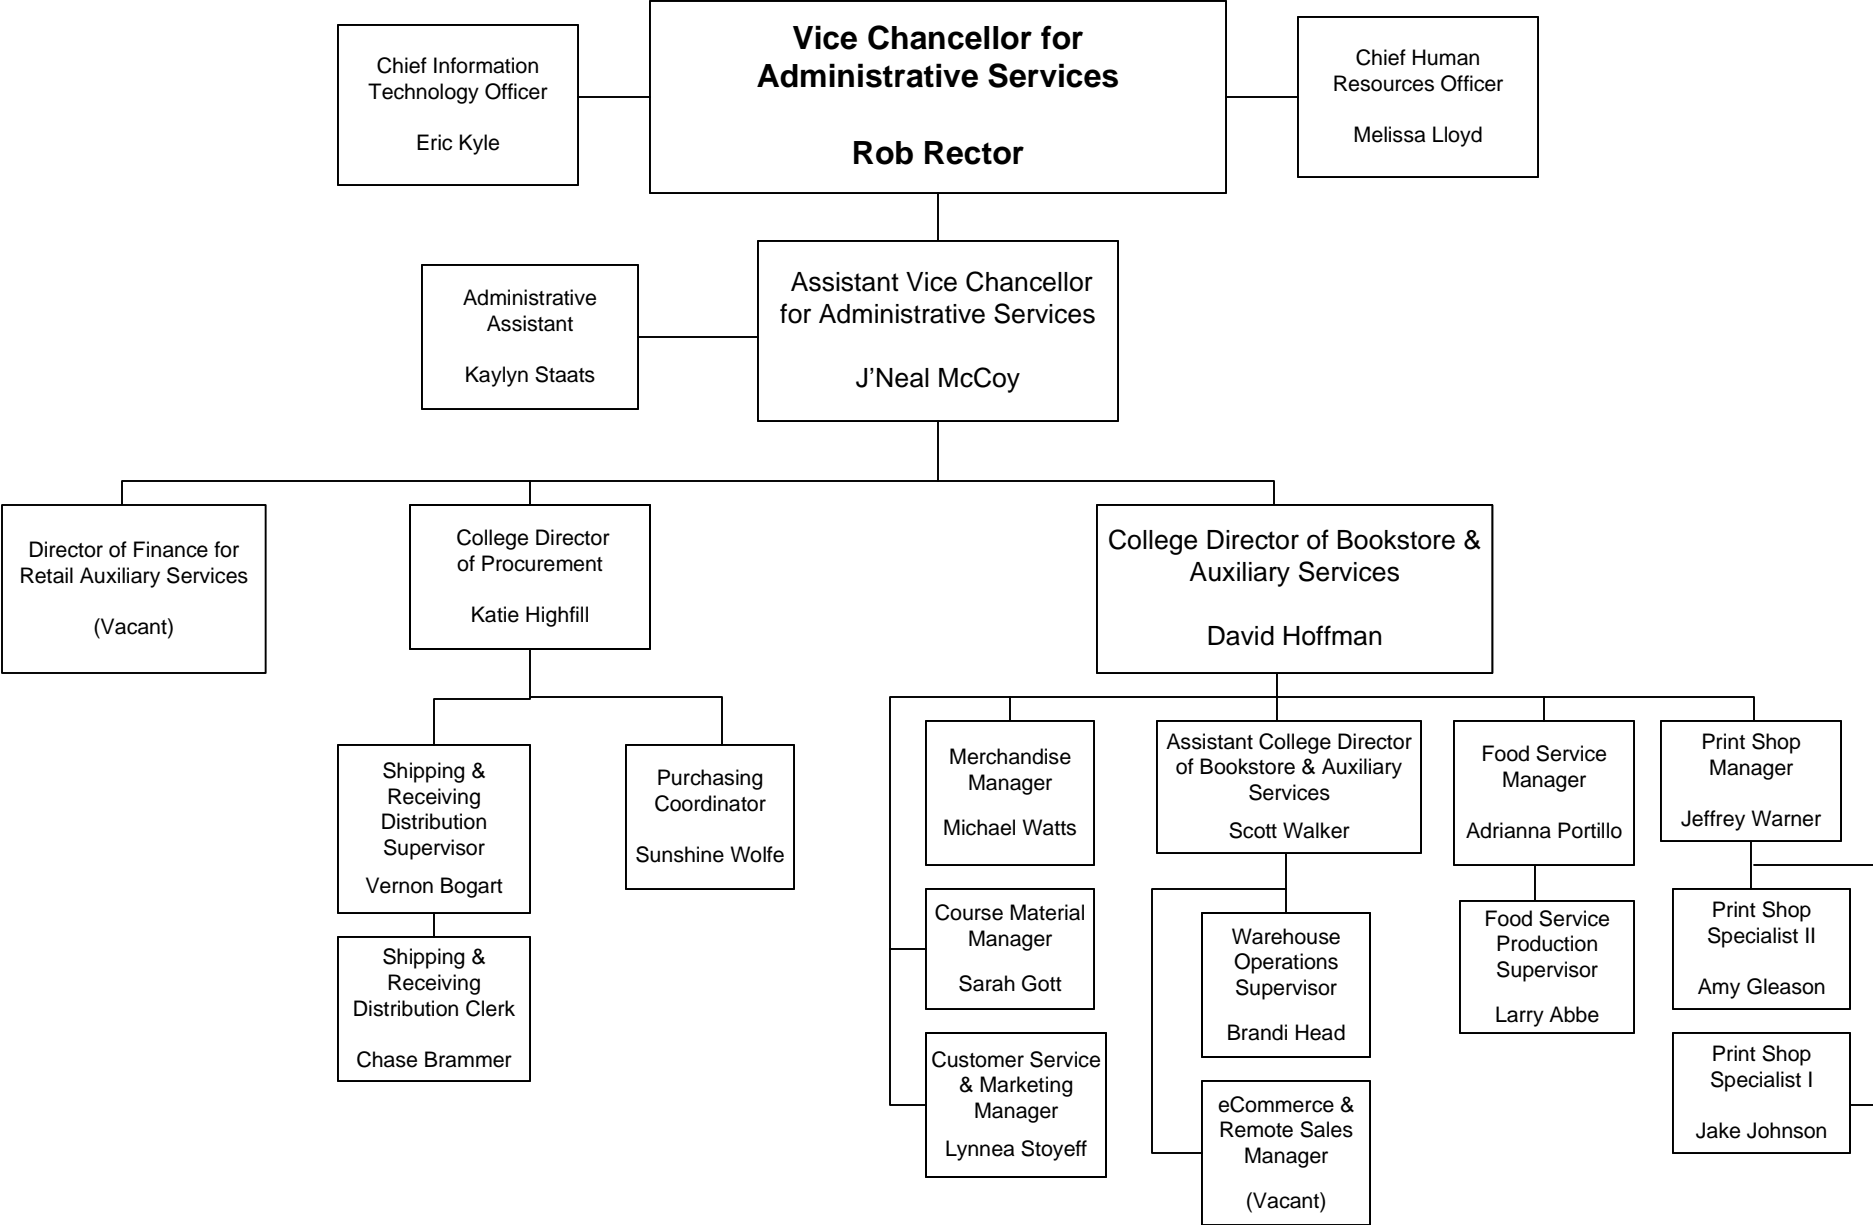 Chief Information
Technology Officer
Eric Kyle
Vice Chancellor for
Administrative Services
Rob Rector
Chief Human
Resources Officer
Melissa Lloyd
Administrative
Assistant
Kaylyn Staats
Assistant Vice Chancellor
for Administrative Services
J’Neal McCoy
Director of Finance for
Retail Auxiliary Services
(Vacant)
College Director
of Procurement
Katie Highfill
College Director of Bookstore &
Auxiliary Services
David Hoffman
Shipping &
Receiving
Distribution
Supervisor
Vernon Bogart
Purchasing
Coordinator
Sunshine Wolfe
Shipping &
Receiving
Distribution Clerk
Chase Brammer
Merchandise
Manager
Michael Watts
Assistant College Director
of Bookstore & Auxiliary
Services
Scott Walker
Food Service
Manager
Adrianna Portillo
Print Shop
Manager
Jeffrey Warner
Course Material
Manager
Sarah Gott
Warehouse
Operations
Supervisor
Brandi Head
Food Service
Production
Supervisor
Larry Abbe
Print Shop
Specialist II
Amy Gleason
Customer Service
& Marketing
Manager
Lynnea Stoyeff
eCommerce &
Remote Sales
Manager
(Vacant)
Print Shop
Specialist I
Jake Johnson